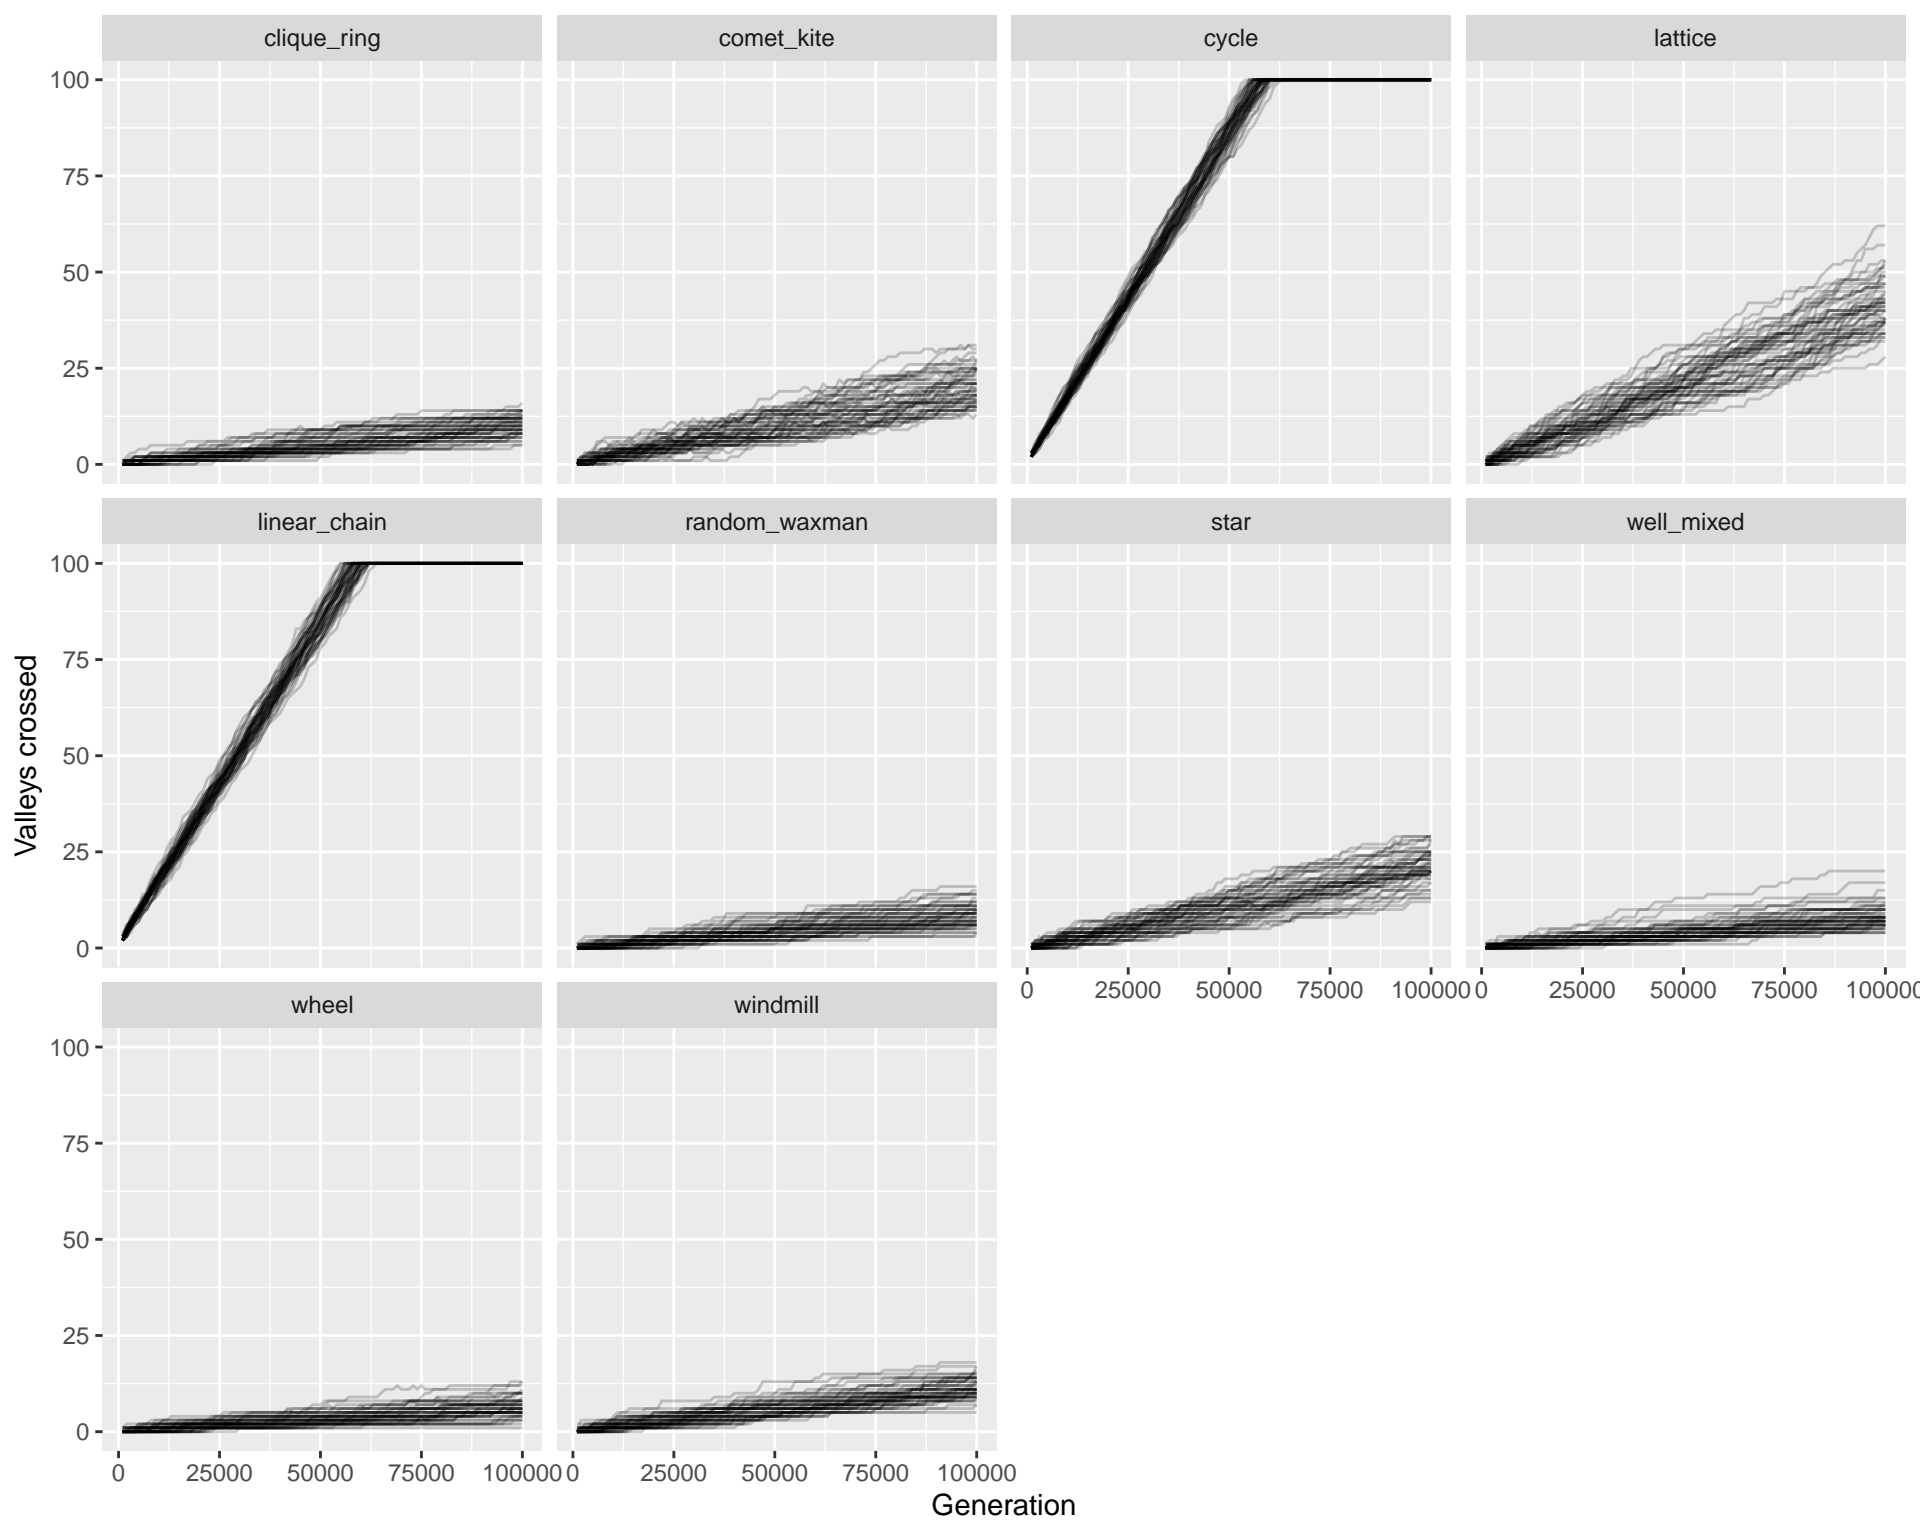 clique_ring comet_kite cycle lattice
100
75
50
25
0
linear_chain random_waxman star well_mixed
100
75
50
25
0
0 25000 50000 75000 100000 0 25000 50000 75000 100000
wheel windmill
100
75
50
25
0
0 25000 50000 75000 100000 0 25000 50000 75000 100000
Generation
Valleys crossed